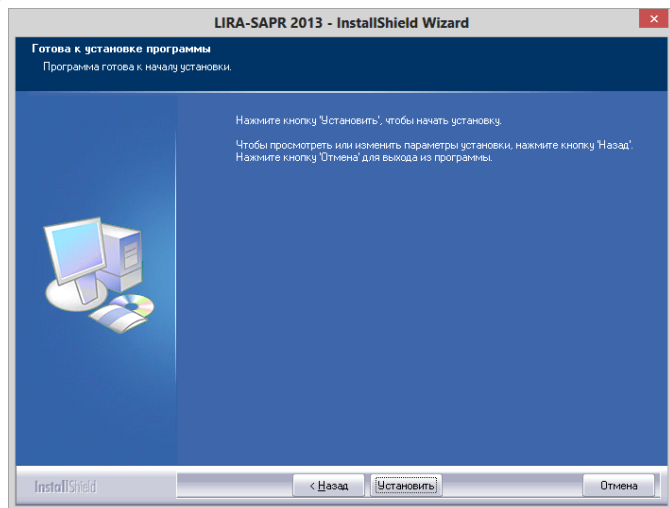 LIRA-SAPR 2013 - InstallShield Wizard
Готова к установке программы
Программа готова к началу установки.
Нажмите кнопку 'Установить', чтобы начать установку.
Чтобы просмотреть или изменить параметры установки, нажмите кнопку 'Назад'.
Нажмите кнопку 'Отмена' для выхода из программы.
InstallShield
< Назад
Установить
Отмена